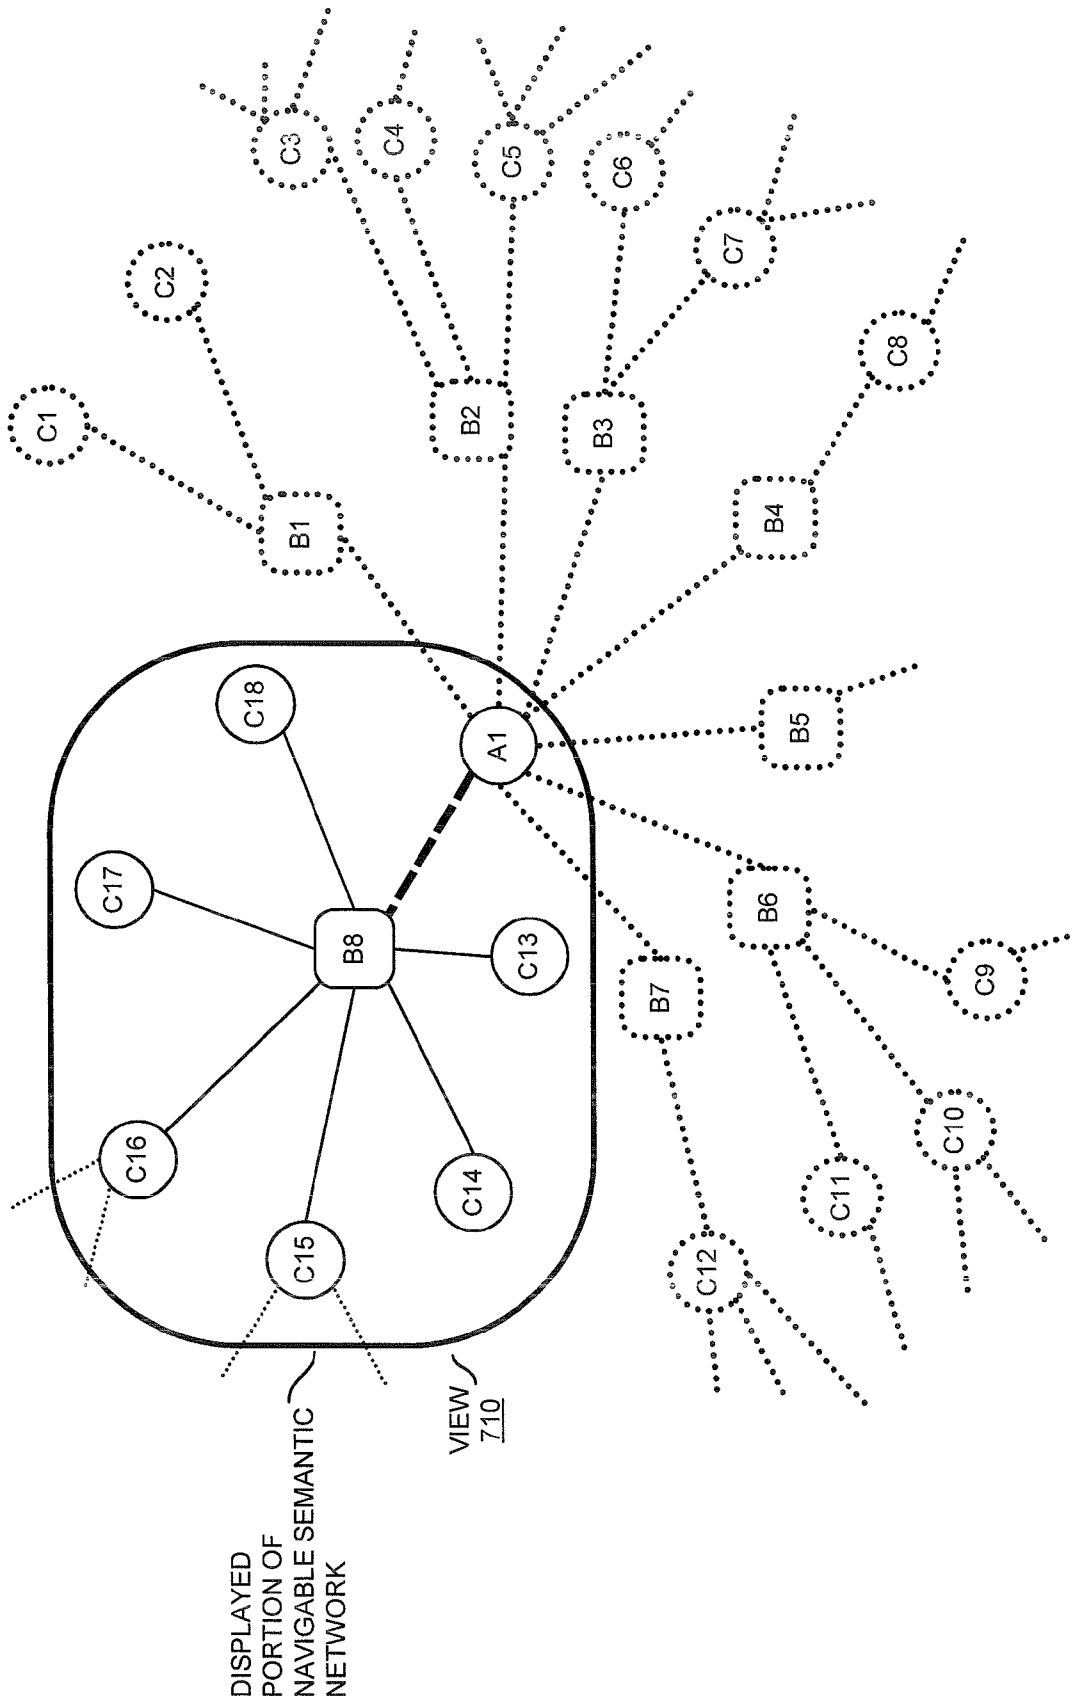 DISPLAYED
PORTION OF
NAVIGABLE SEMANTIC
NETWORK
VIEW
710
C1
C2
C3
C4
C5
C6
C7
C8
B1
B2
B3
B4
B5
B6
B7
A1
C18
C17
B8
C13
C16
C15
C14
C9
C10
C11
C12